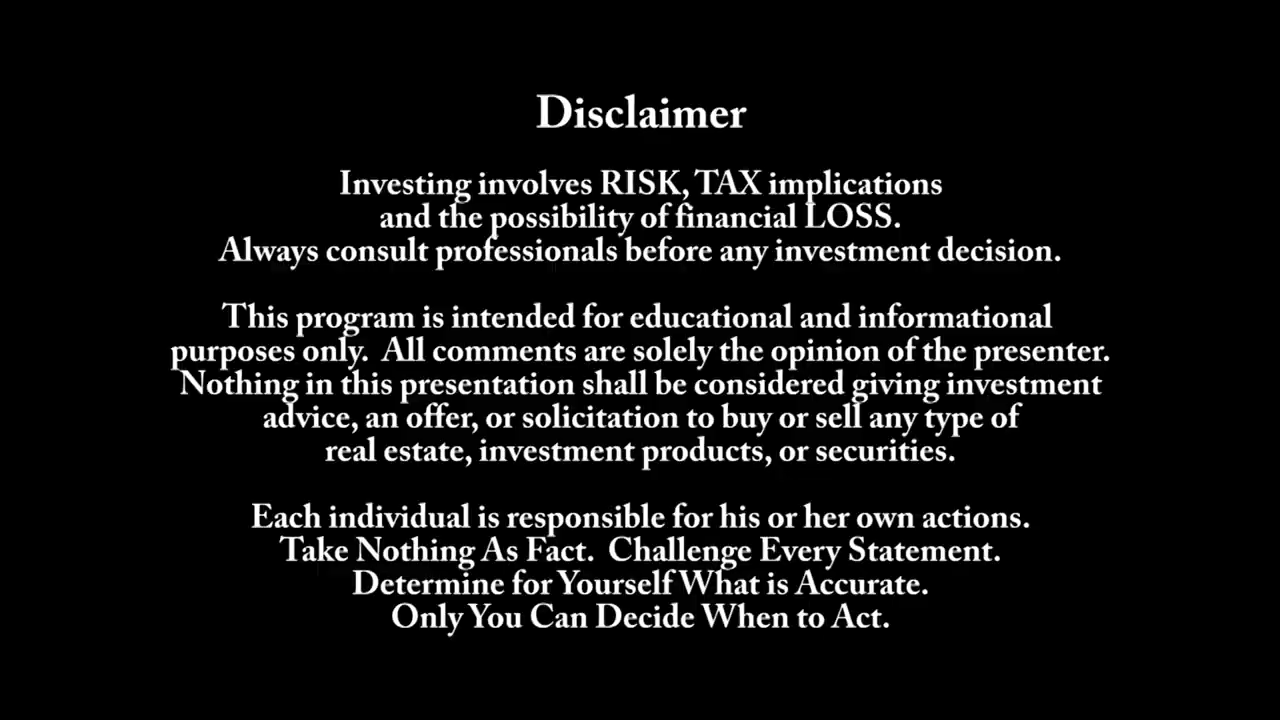 Disclaimer
Investing involves RISK, TAX implications
and the possibility of financial LOSS.
Always consult professionals before any investment decision.
This program is intended for educational and informational
purposes only.  All comments are solely the opinion of the presenter.
Nothing in this presentation shall be considered giving investment
advice, an offer, or solicitation to buy or sell any type of
real estate, investment products, or securities.
Each individual is responsible for his or her own actions.
Take Nothing As Fact.  Challenge Every Statement.
Determine for Yourself What is Accurate.
Only You Can Decide When to Act.